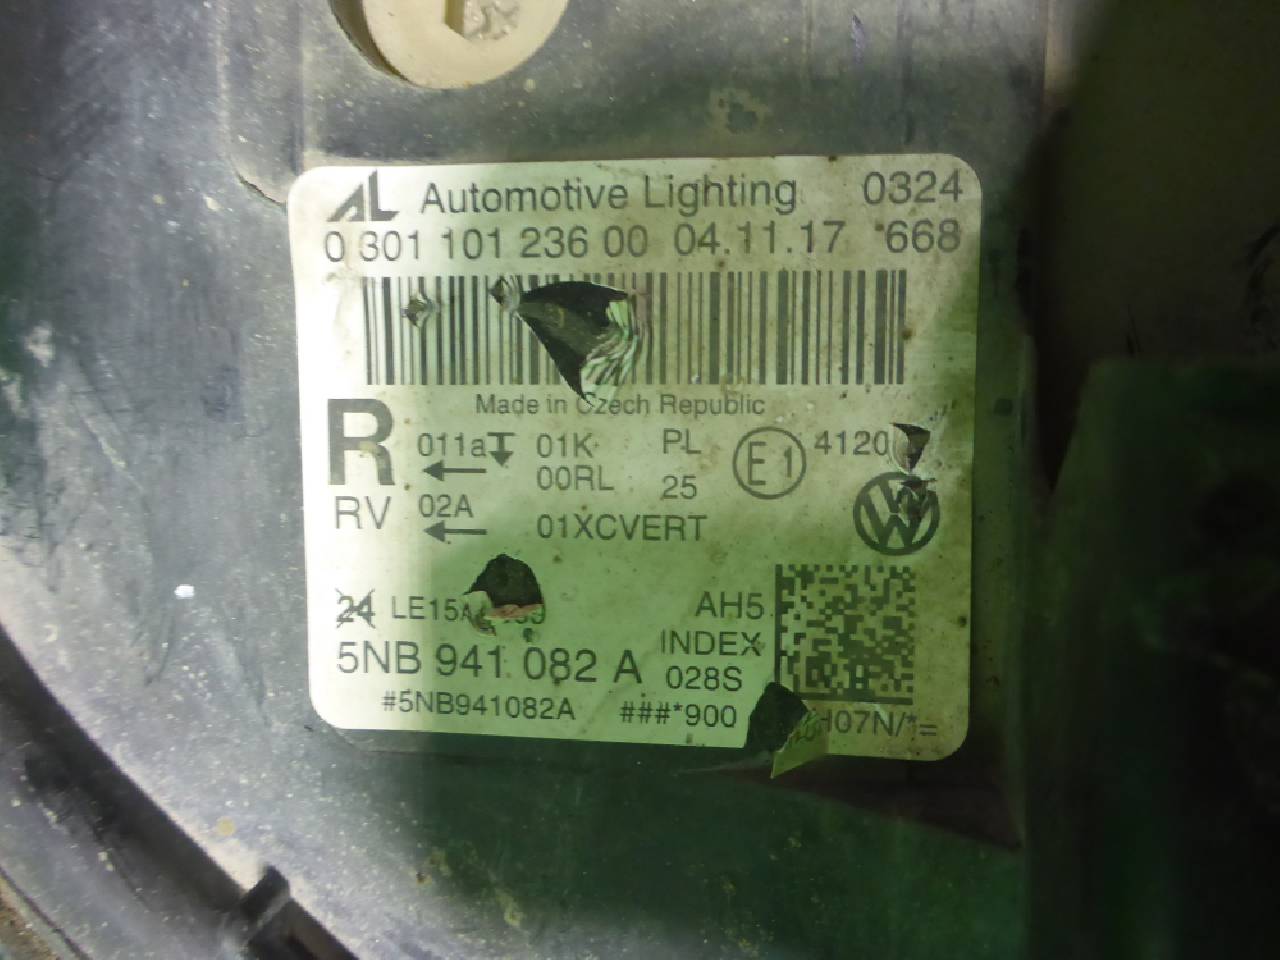 AL Automotive Lighting 0324
0 301 101 236 00 04.11.17 668
Made in Czech Republic
R 011a 01K PL E1 4120
00RL 25
RV 02A 01XCVERT
24 AH5
INDEX
5NB 941 082 A 028S
#5NB941082A ###*900